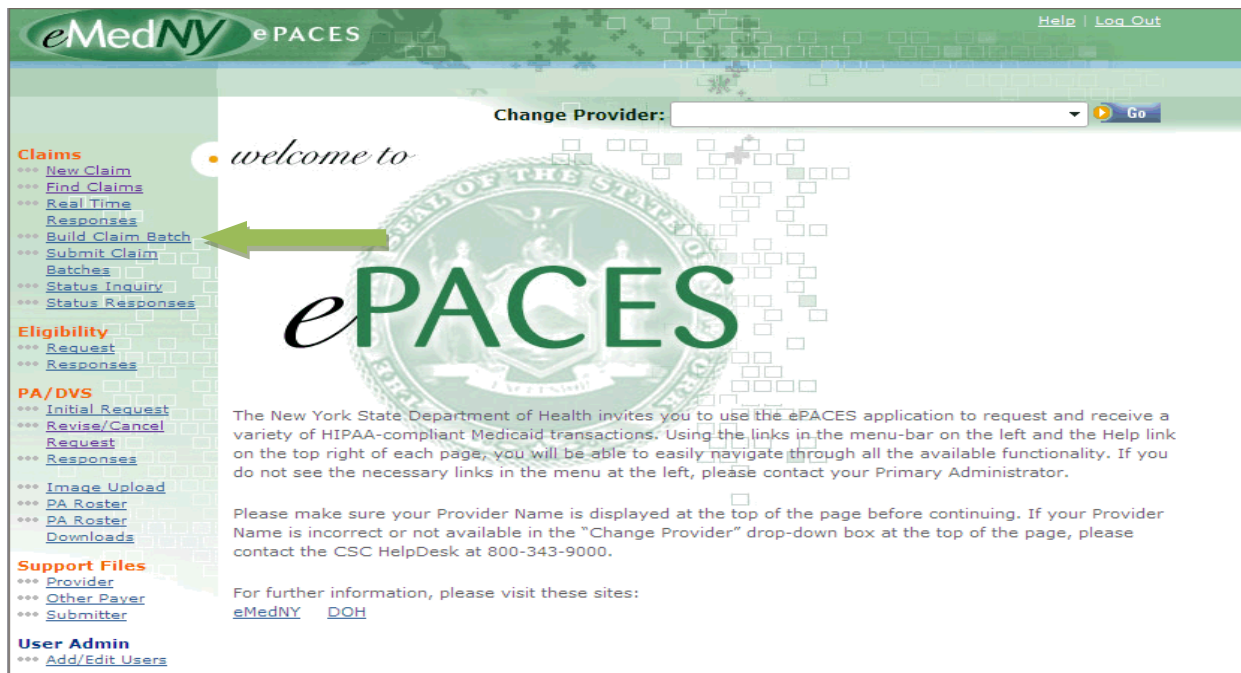 eMedNY ePACES
Help | Log Out
Change Provider:
Go
Claims
New Claim
Find Claims
Real Time
Responses
Build Claim Batch
Submit Claim
Batches
Status Inquiry
Status Responses
Eligibility
Request
Responses
PA/DVS
Initial Request
Revise/Cancel
Request
Responses
Image Upload
PA Roster
PA Roster
Downloads
Support Files
Provider
Other Payer
Submitter
User Admin
Add/Edit Users
welcome to
SEAL OF THE STATE OF
EXCELSIOR
ePACES
The New York State Department of Health invites you to use the ePACES application to request and receive a
variety of HIPAA-compliant Medicaid transactions. Using the links in the menu-bar on the left and the Help link
on the top right of each page, you will be able to easily navigate through all the available functionality. If you
do not see the necessary links in the menu at the left, please contact your Primary Administrator.
Please make sure your Provider Name is displayed at the top of the page before continuing. If your Provider
Name is incorrect or not available in the “Change Provider” drop-down box at the top of the page, please
contact the CSC HelpDesk at 800-343-9000.
For further information, please visit these sites:
eMedNY DOH